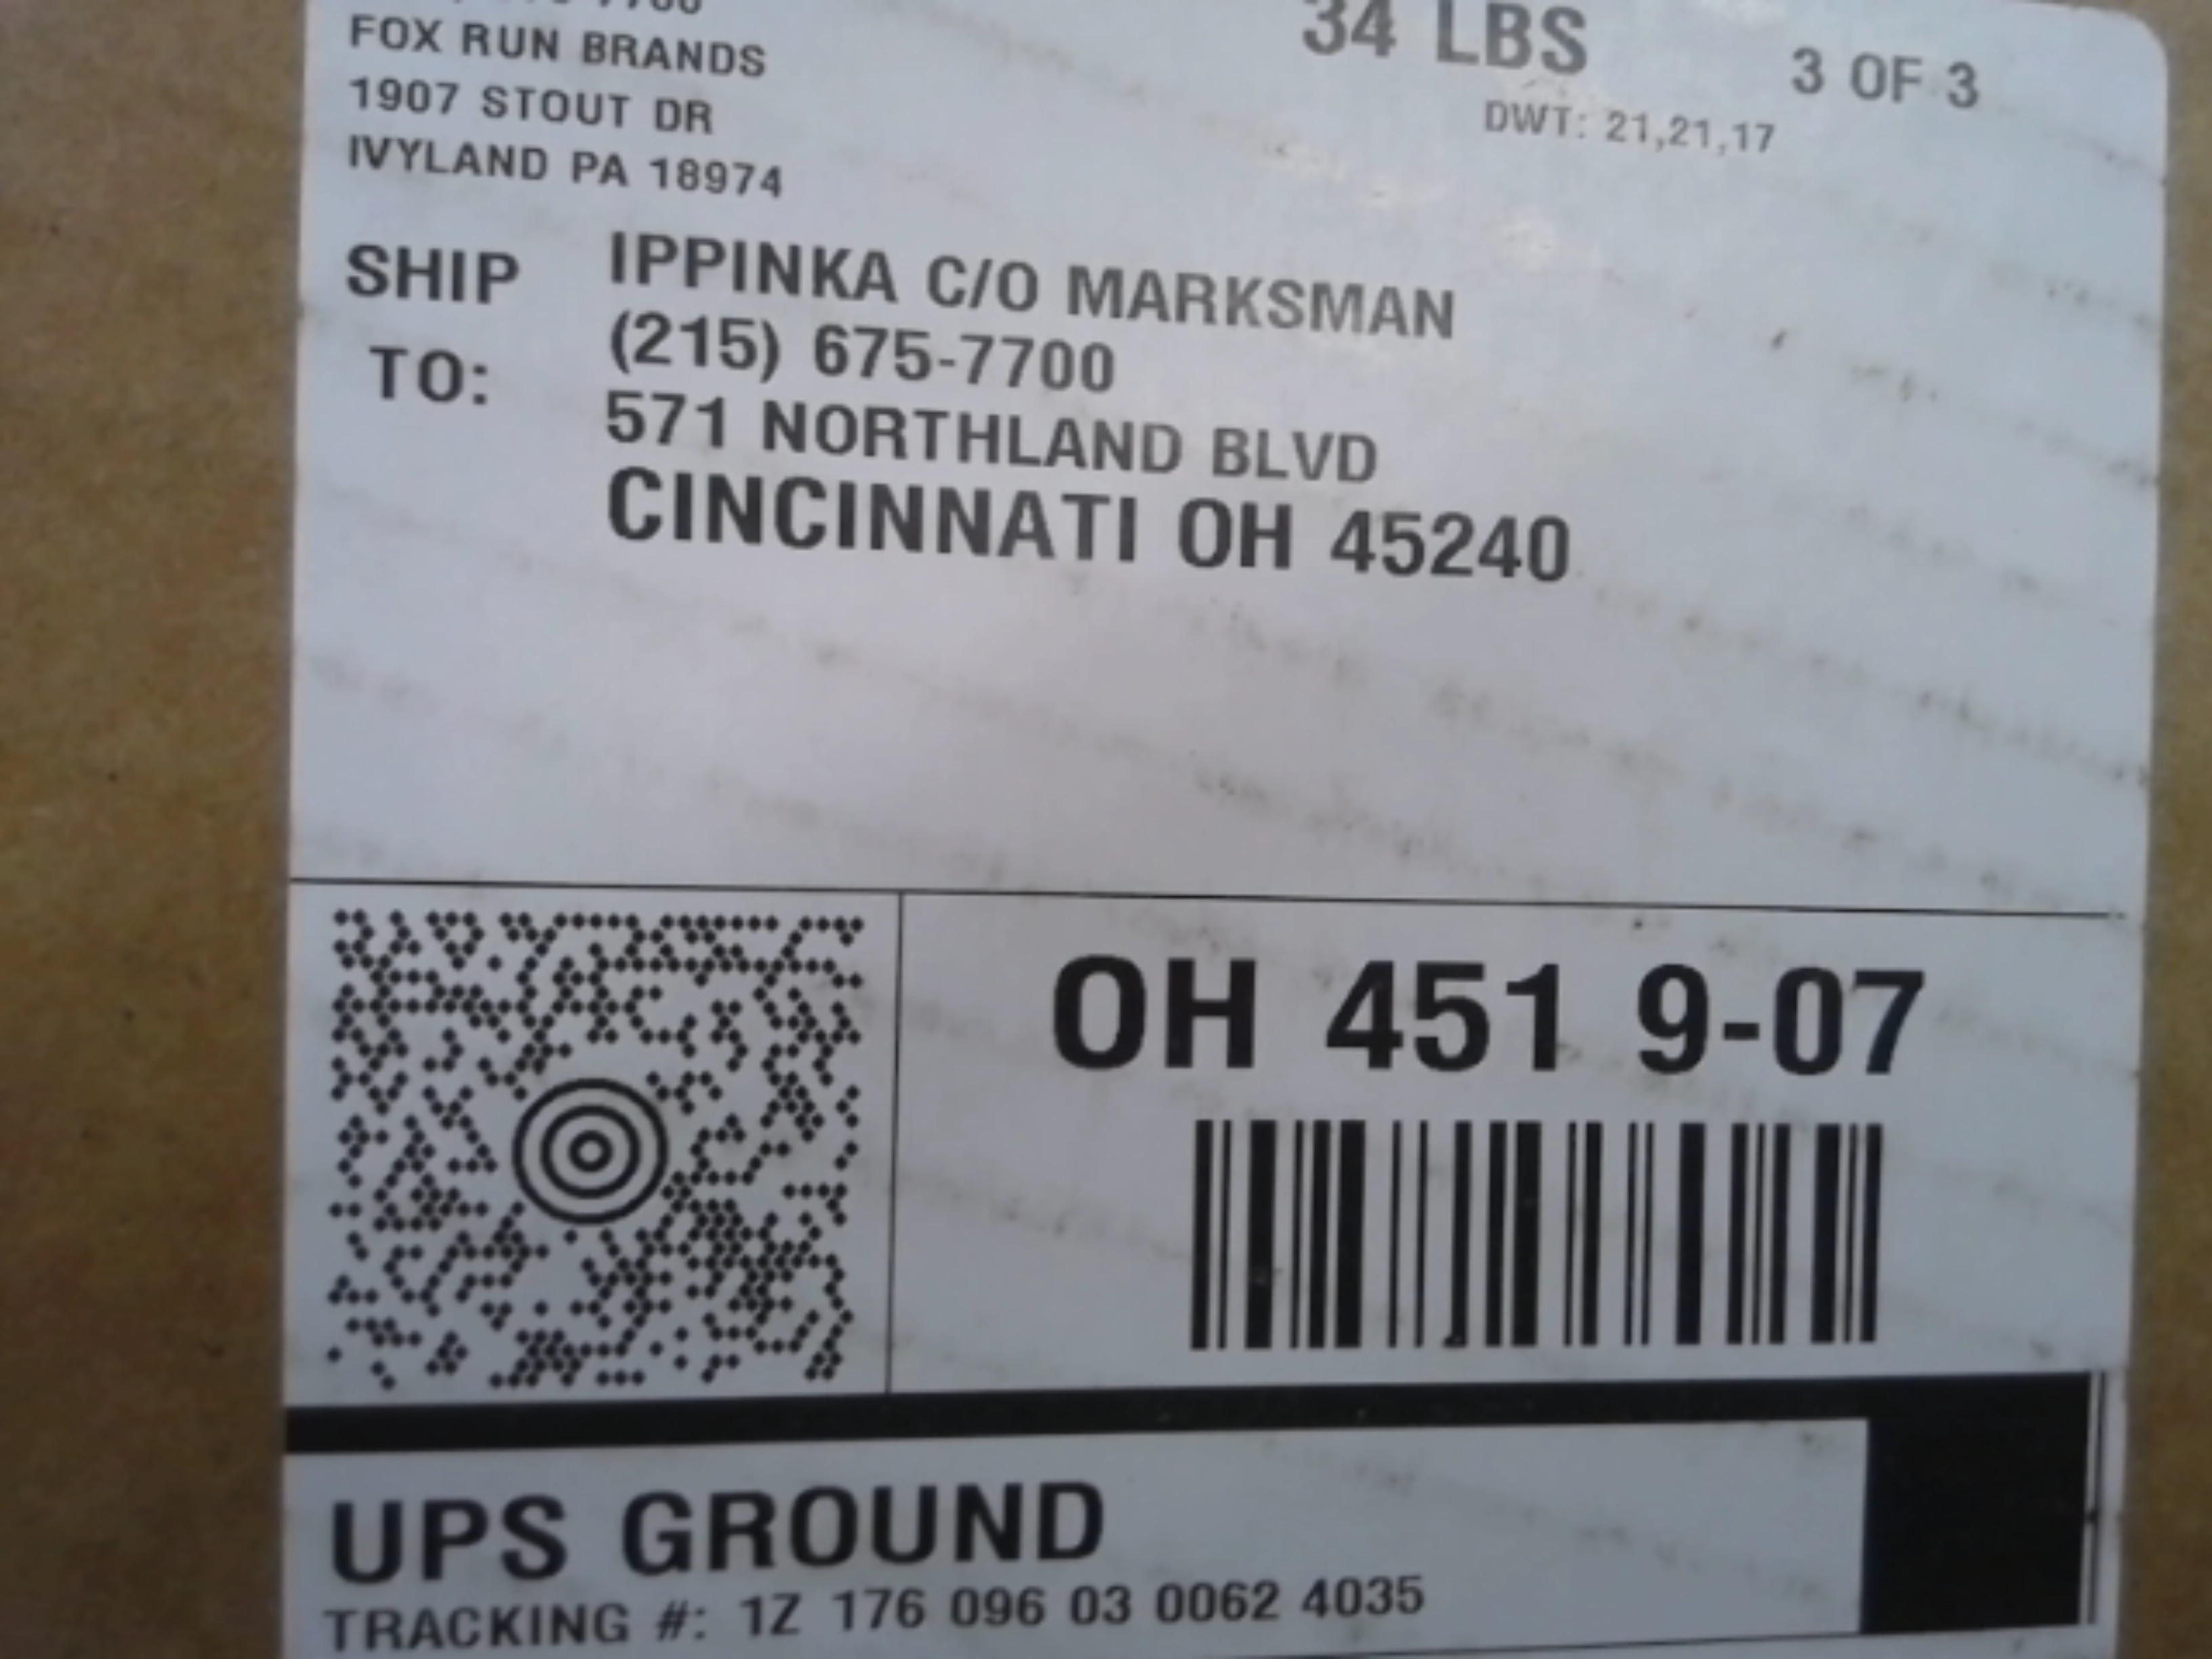 FOX RUN BRANDS
1907 STOUT DR
IVYLAND PA 18974
34 LBS
3 OF 3
DWT: 21,21,17
SHIP TO:
IPPINKA C/O MARKSMAN
(215) 675-7700
571 NORTHLAND BLVD
CINCINNATI OH 45240
OH 451 9-07
UPS GROUND
TRACKING #: 1Z 176 096 03 0062 4035